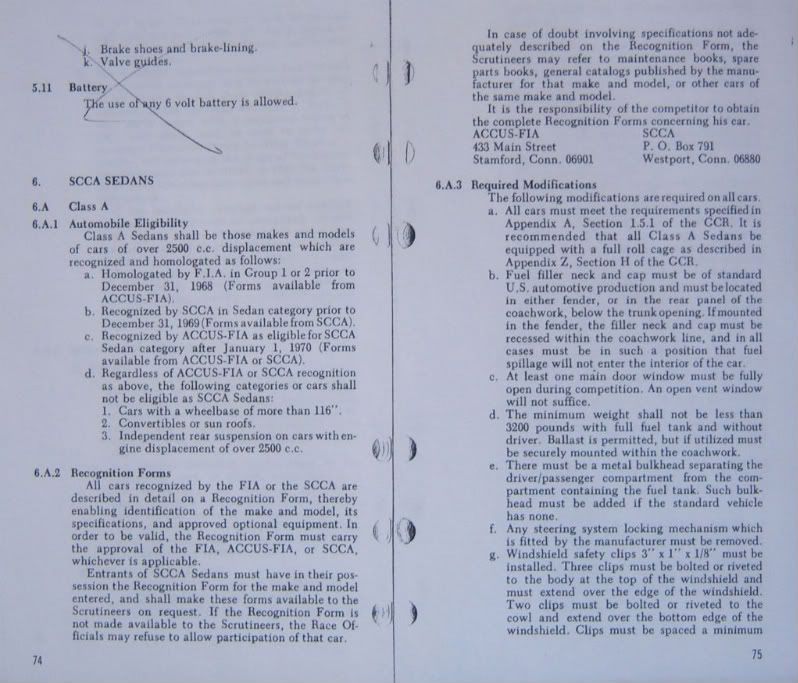 j. Brake shoes and brake-lining.
k. Valve guides.
5.11 Battery
The use of any 6 volt battery is allowed.
6. SCCA SEDANS
6.A Class A
6.A.1 Automobile Eligibility
Class A Sedans shall be those makes and models
of cars of over 2500 c.c. displacement which are
recognized and homologated as follows:
a. Homologated by F.I.A. in Group 1 or 2 prior to
December 31, 1968 (Forms available from
ACCUS-FIA).
b. Recognized by SCCA in Sedan category prior to
December 31, 1969 (Forms available from SCCA).
c. Recognized by ACCUS-FIA as eligible for SCCA
Sedan category after January 1, 1970 (Forms
available from ACCUS-FIA or SCCA).
d. Regardless of ACCUS-FIA or SCCA recognition
as above, the following categories or cars shall
not be eligible as SCCA Sedans:
1. Cars with a wheelbase of more than 116".
2. Convertibles or sun roofs.
3. Independent rear suspension on cars with en-
gine displacement of over 2500 c.c.
6.A.2 Recognition Forms
All cars recognized by the FIA or the SCCA are
described in detail on a Recognition Form, thereby
enabling identification of the make and model, its
specifications, and approved optional equipment. In
order to be valid, the Recognition Form must carry
the approval of the FIA, ACCUS-FIA, or SCCA,
whichever is applicable.
Entrants of SCCA Sedans must have in their pos-
session the Recognition Form for the make and model
entered, and shall make these forms available to the
Scrutineers on request. If the Recognition Form is
not made available to the Scrutineers, the Race Of-
ficials may refuse to allow participation of that car.
74
In case of doubt involving specifications not ade-
quately described on the Recognition Form, the
Scrutineers may refer to maintenance books, spare
parts books, general catalogs published by the manu-
facturer for that make and model, or other cars of
the same make and model.
It is the responsibility of the competitor to obtain
the complete Recognition Forms concerning his car.
ACCUS-FIA SCCA
433 Main Street P. O. Box 791
Stamford, Conn. 06901 Westport, Conn. 06880
6.A.3 Required Modifications
The following modifications are required on all cars.
a. All cars must meet the requirements specified in
Appendix A, Section 1.5.1 of the GCR. It is
recommended that all Class A Sedans be
equipped with a full roll cage as described in
Appendix Z, Section H of the GCR.
b. Fuel filler neck and cap must be of standard
U.S. automotive production and must be located
in either fender, or in the rear panel of the
coachwork, below the trunk opening. If mounted
in the fender, the filler neck and cap must be
recessed within the coachwork line, and in all
cases must be in such a position that fuel
spillage will not enter the interior of the car.
c. At least one main door window must be fully
open during competition. An open vent window
will not suffice.
d. The minimum weight shall not be less than
3200 pounds with full fuel tank and without
driver. Ballast is permitted, but if utilized must
be securely mounted within the coachwork.
e. There must be a metal bulkhead separating the
driver/passenger compartment from the com-
partment containing the fuel tank. Such bulk-
head must be added if the standard vehicle
has none.
f. Any steering system locking mechanism which
is fitted by the manufacturer must be removed.
g. Windshield safety clips 3" x 1" x 1/8" must be
installed. Three clips must be bolted or riveted
to the body at the top of the windshield and
must extend over the edge of the windshield.
Two clips must be bolted or riveted to the
cowl and extend over the bottom edge of the
windshield. Clips must be spaced a minimum
75